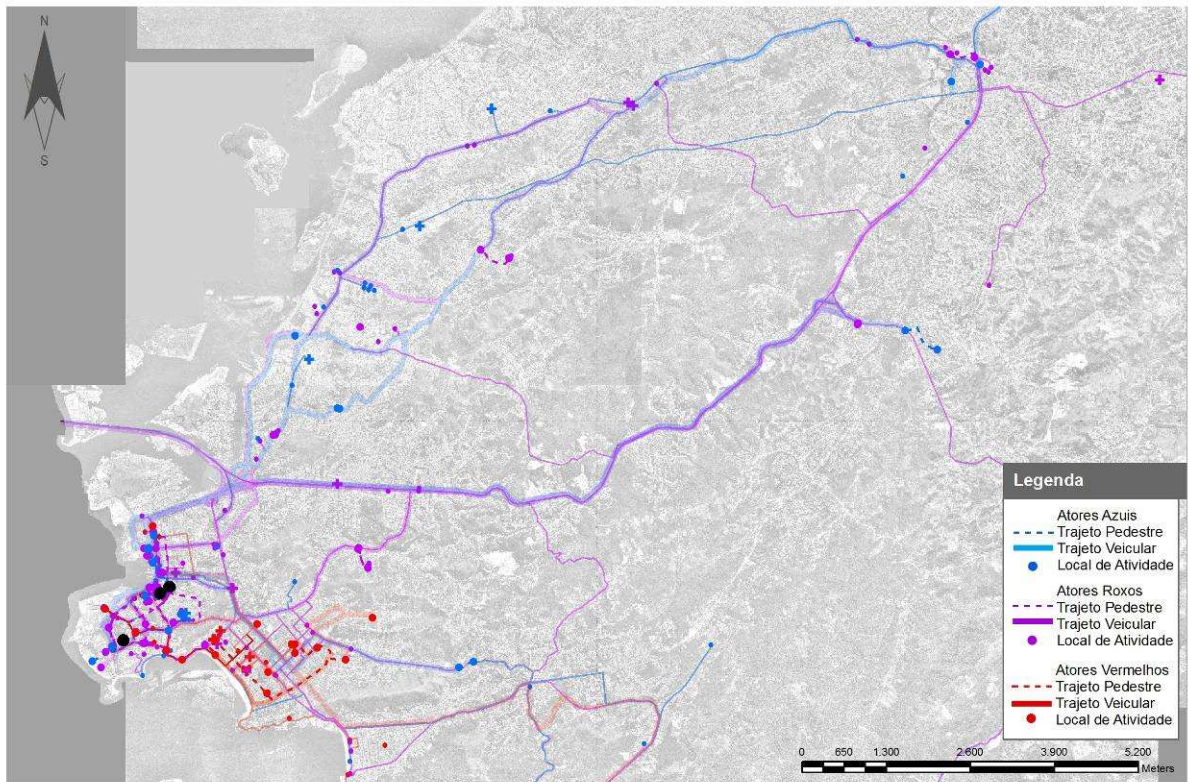 N
S
Legenda
Atores Azuis
Trajeto Pedestre
Trajeto Veicular
Local de Atividade
Atores Roxos
Trajeto Pedestre
Trajeto Veicular
Local de Atividade
Atores Vermelhos
Trajeto Pedestre
Trajeto Veicular
Local de Atividade
0 650 1.300 2.600 3.900 5.200
Meters